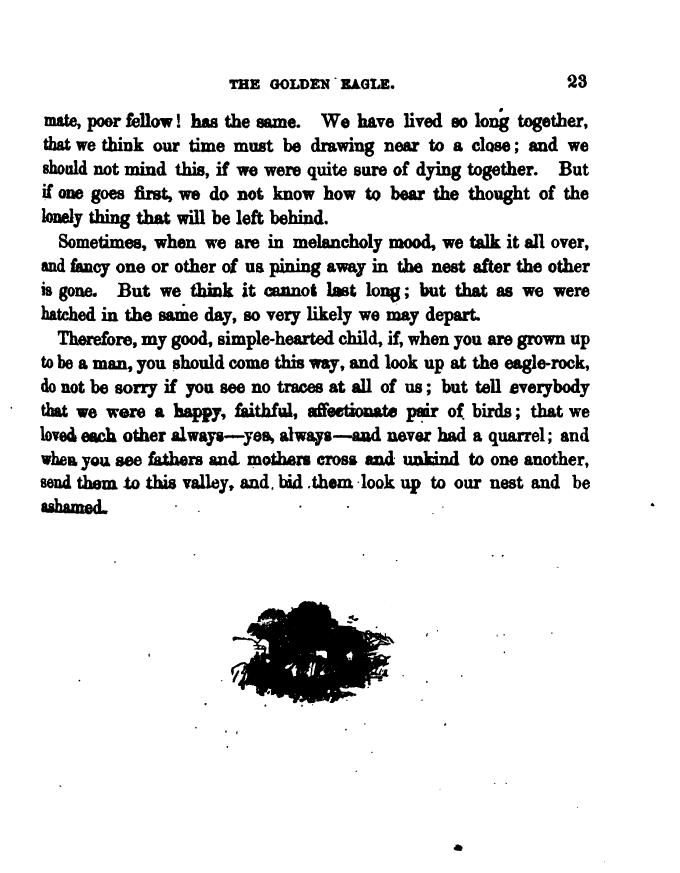 THE GOLDEN EAGLE. 23
mate, poor fellow! has the same. We have lived so long together,
that we think our time must be drawing near to a close; and we
should not mind this, if we were quite sure of dying together. But
if one goes first, we do not know how to bear the thought of the
lonely thing that will be left behind.
Sometimes, when we are in melancholy mood, we talk it all over,
and fancy one or other of us pining away in the nest after the other
is gone. But we think it cannot last long; but that as we were
hatched in the same day, so very likely we may depart.
Therefore, my good, simple-hearted child, if, when you are grown up
to be a man, you should come this way, and look up at the eagle-rock,
do not be sorry if you see no traces at all of us; but tell everybody
that we were a happy, faithful, affectionate pair of birds; that we
loved each other always—yes, always—and never had a quarrel; and
when you see fathers and mothers cross and unkind to one another,
send them to this valley, and bid them look up to our nest and be
ashamed.